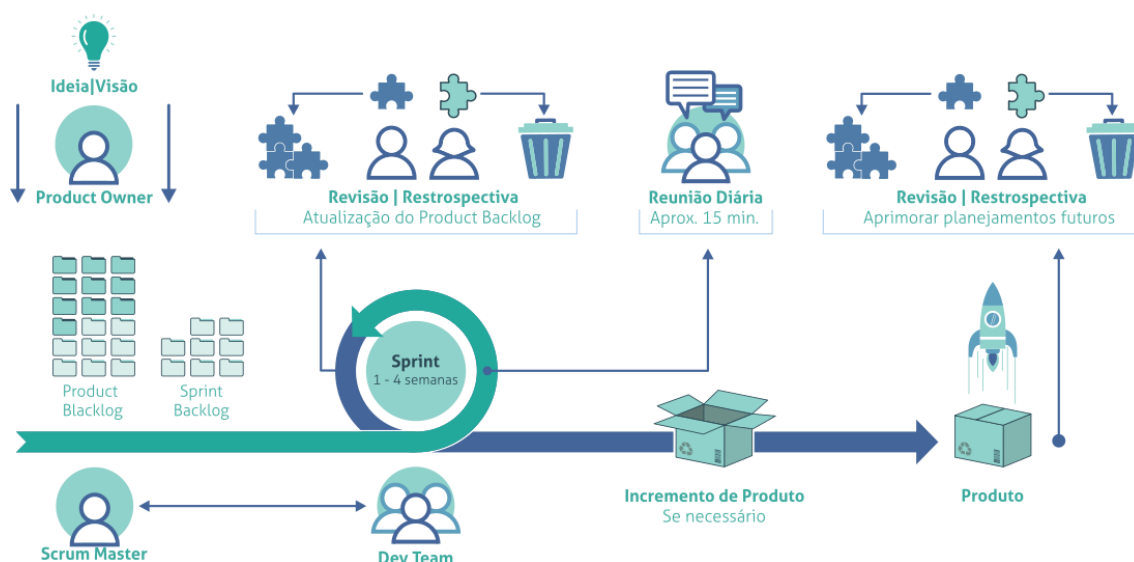 Ideia|Visão
Product Owner
Revisão | Restrospectiva
Atualização do Product Backlog
Reunião Diária
Aprox. 15 min.
Revisão | Restrospectiva
Aprimorar planejamentos futuros
Product
Blacklog
Sprint
Backlog
Sprint
1 - 4 semanas
Incremento de Produto
Se necessário
Produto
Scrum Master
Dev Team